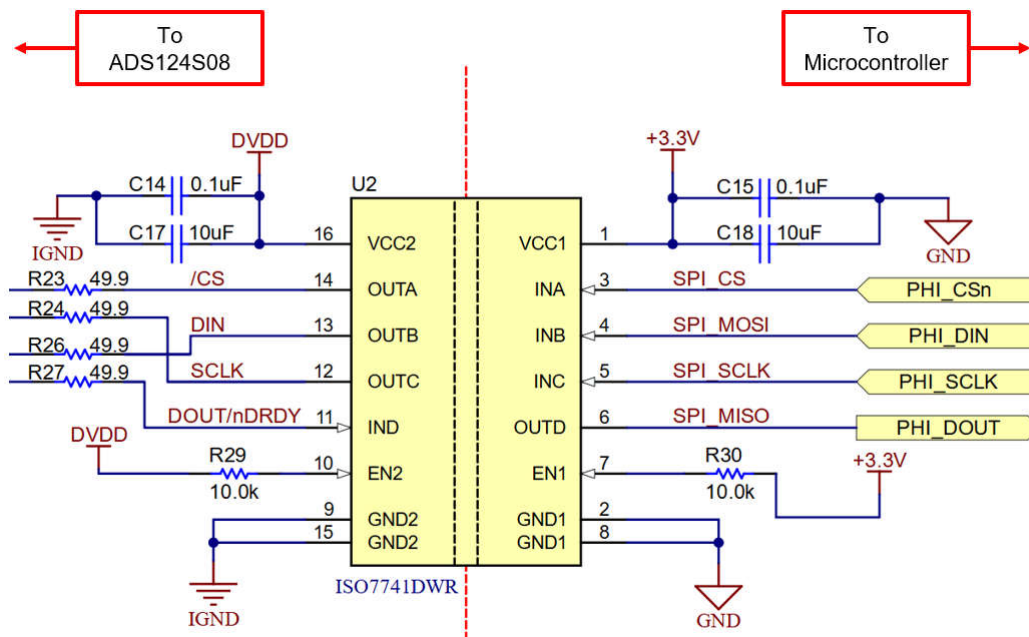 To
ADS124S08
To
Microcontroller
DVDD
+3.3V
C14 0.1uF
U2
C15 0.1uF
C17 10uF
16 VCC2
VCC1 1
C18 10uF
IGND
GND
R23 49.9 /CS 14 OUTA
INA 3 SPI_CS PHI_CSn
R24 49.9
DIN 13 OUTB
INB 4 SPI_MOSI PHI_DIN
R26 49.9
SCLK 12 OUTC
INC 5 SPI_SCLK PHI_SCLK
R27 49.9
DOUT/nDRDY 11 IND
OUTD 6 SPI_MISO PHI_DOUT
DVDD
R29
10.0k
10 EN2
EN1 7
R30
10.0k
+3.3V
9 GND2
15 GND2
GND1 2
GND1 8
ISO7741DWR
IGND
GND